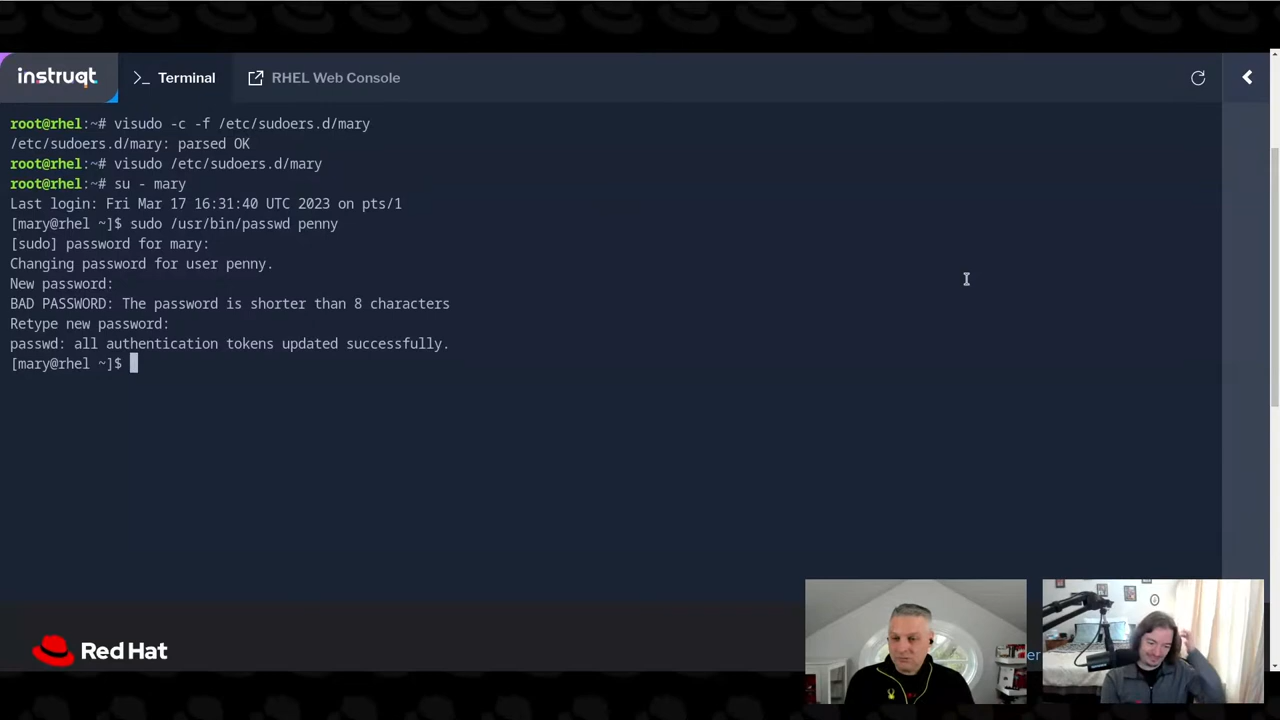 instruqt
>_ Terminal
RHEL Web Console
root@rhel:~# visudo -c -f /etc/sudoers.d/mary
/etc/sudoers.d/mary: parsed OK
root@rhel:~# visudo /etc/sudoers.d/mary
root@rhel:~# su - mary
Last login: Fri Mar 17 16:31:40 UTC 2023 on pts/1
[mary@rhel ~]$ sudo /usr/bin/passwd penny
[sudo] password for mary:
Changing password for user penny.
New password:
BAD PASSWORD: The password is shorter than 8 characters
Retype new password:
passwd: all authentication tokens updated successfully.
[mary@rhel ~]$
Red Hat
er